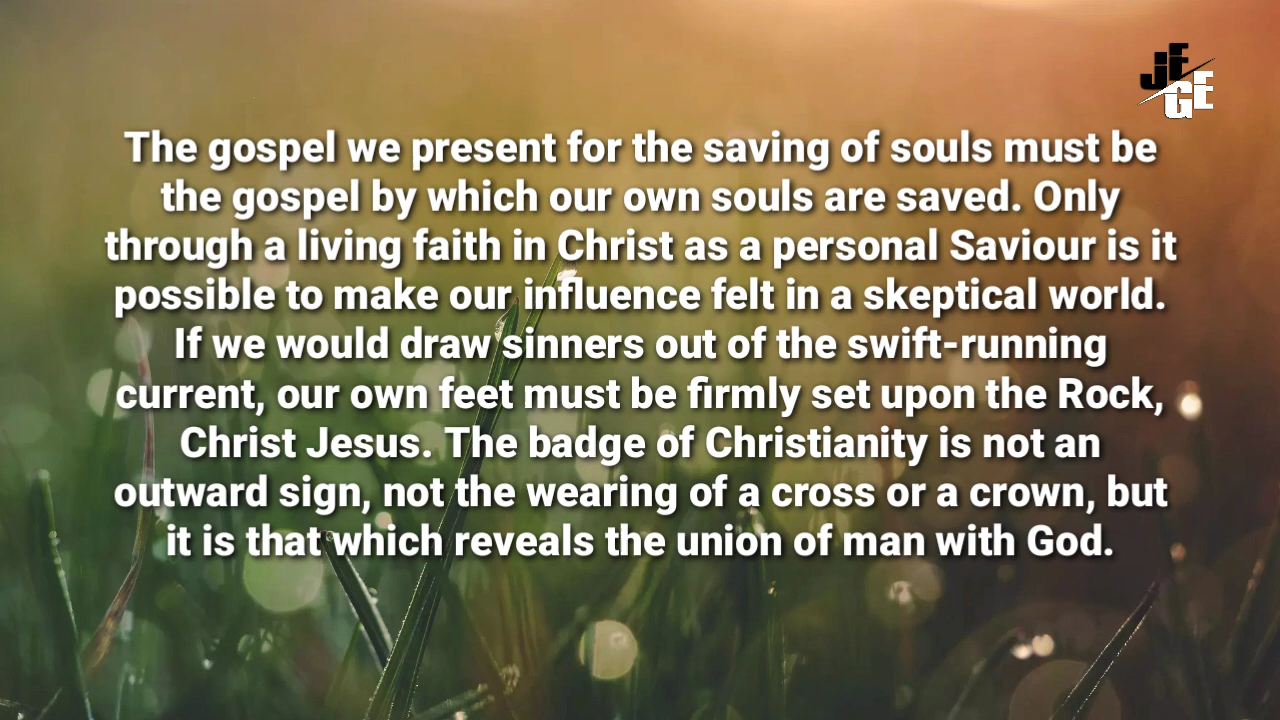 JF
GE
The gospel we present for the saving of souls must be
the gospel by which our own souls are saved. Only
through a living faith in Christ as a personal Saviour is it
possible to make our influence felt in a skeptical world.
If we would draw sinners out of the swift-running
current, our own feet must be firmly set upon the Rock,
Christ Jesus. The badge of Christianity is not an
outward sign, not the wearing of a cross or a crown, but
it is that which reveals the union of man with God.